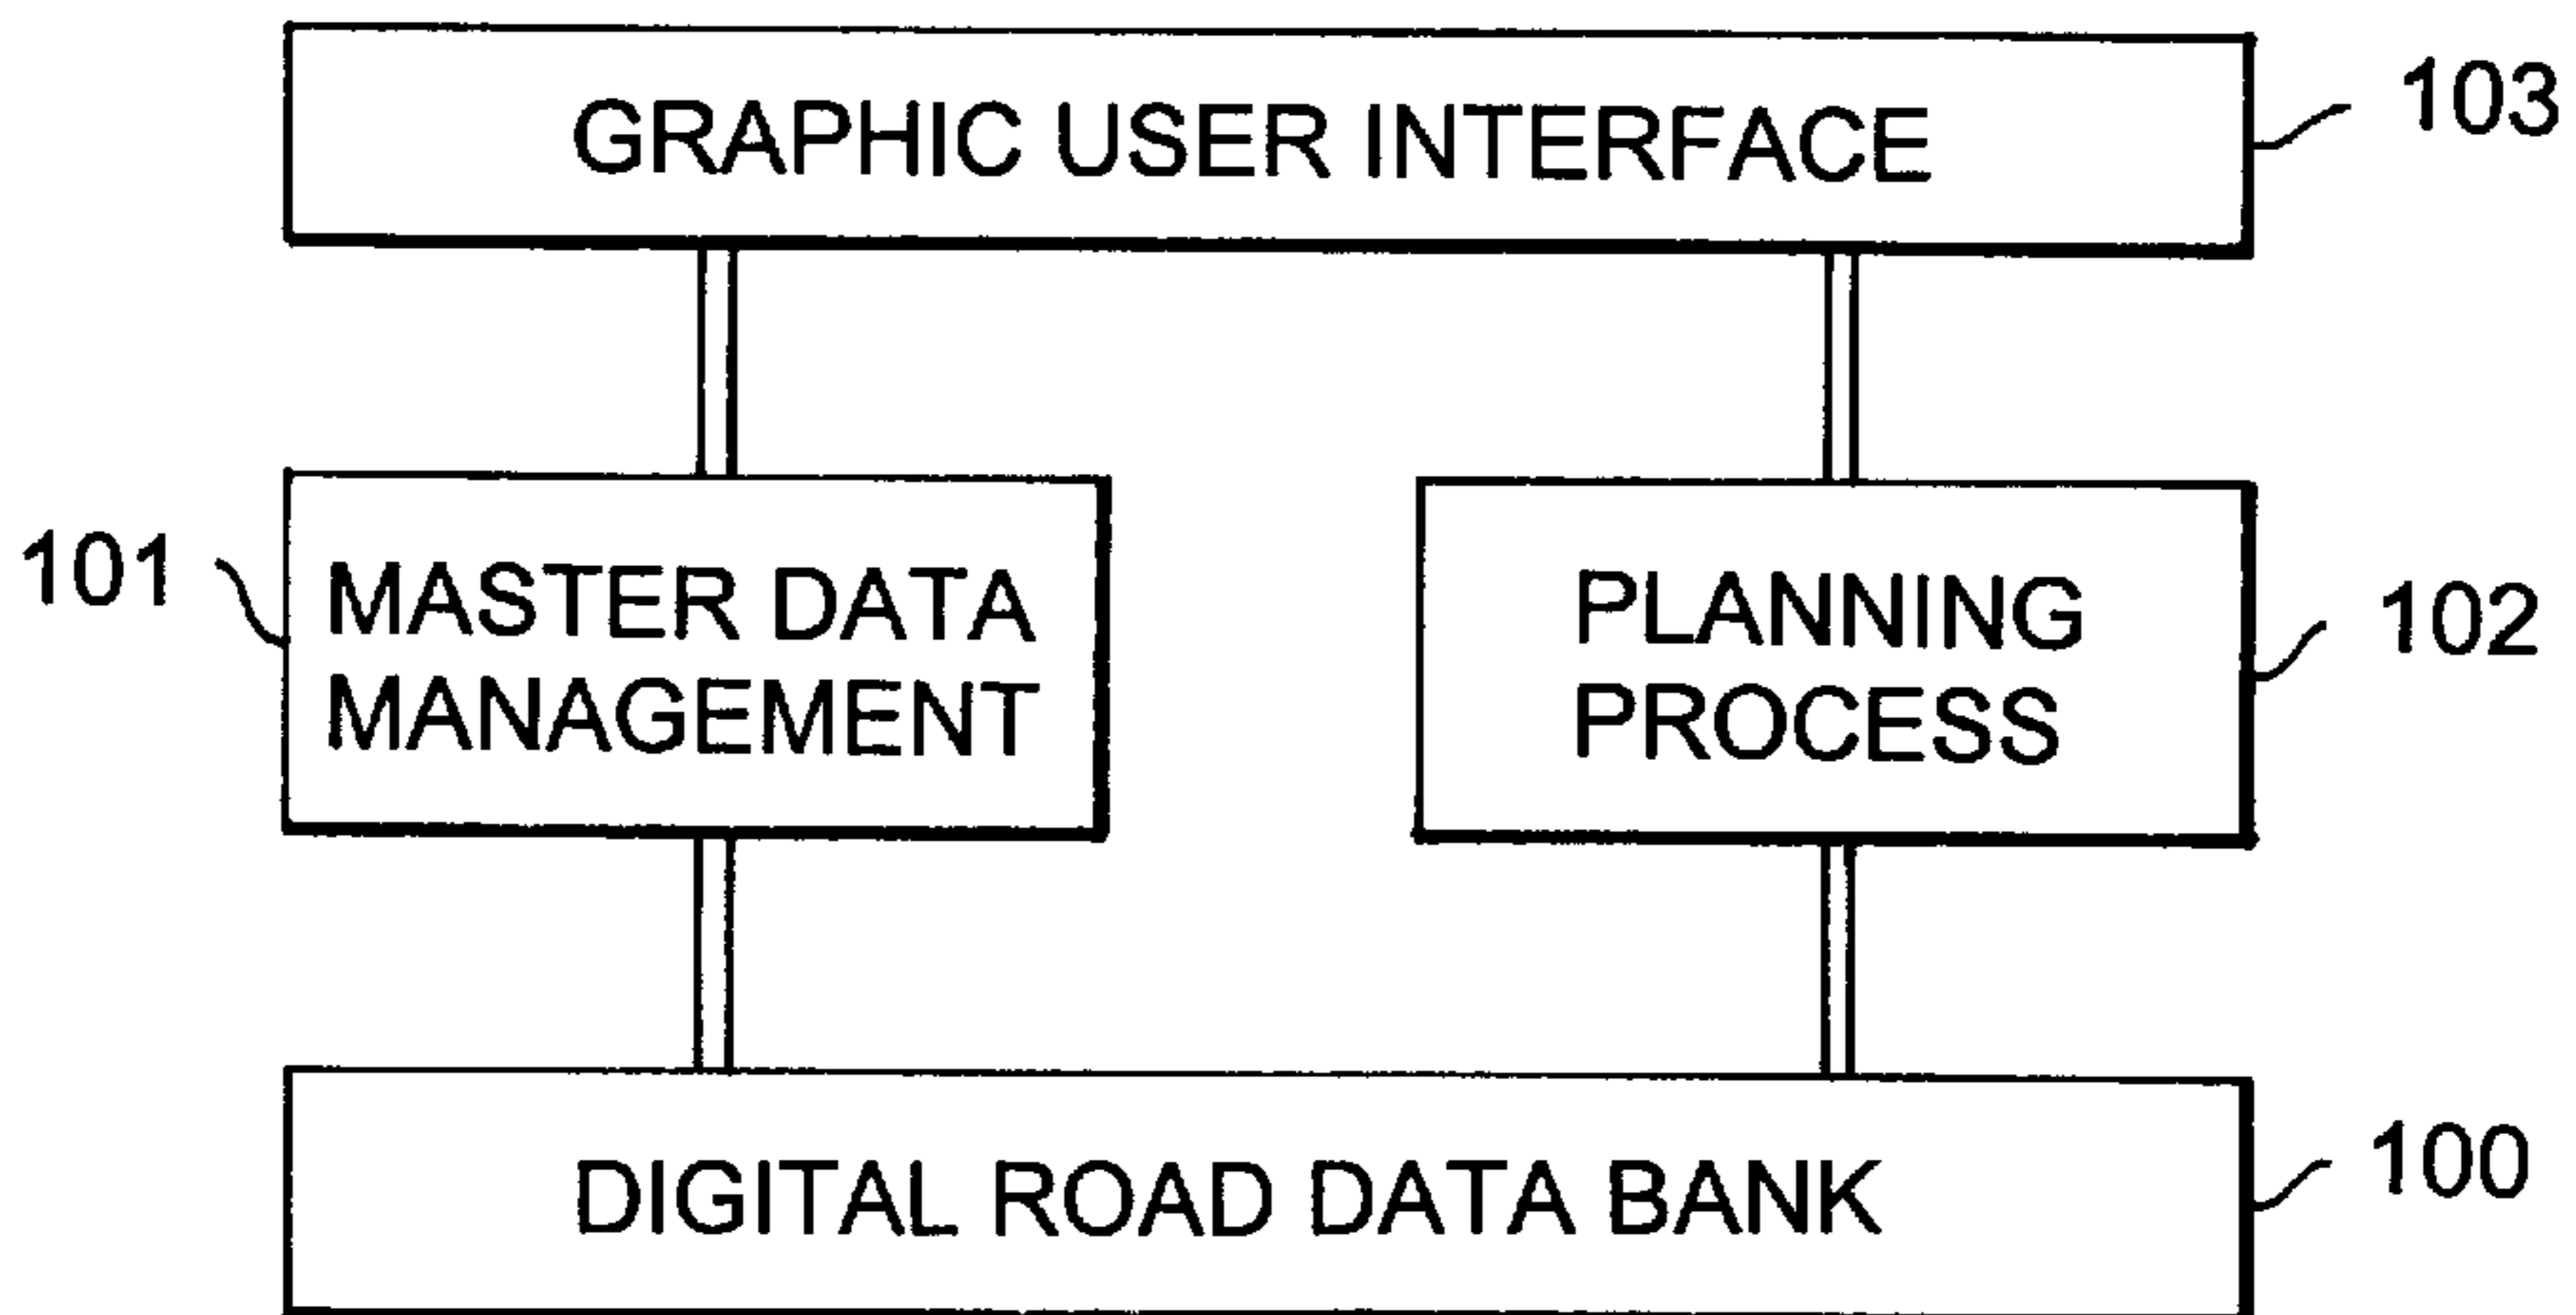 GRAPHIC USER INTERFACE
103
101
MASTER DATA
MANAGEMENT
PLANNING
PROCESS
102
DIGITAL ROAD DATA BANK
100